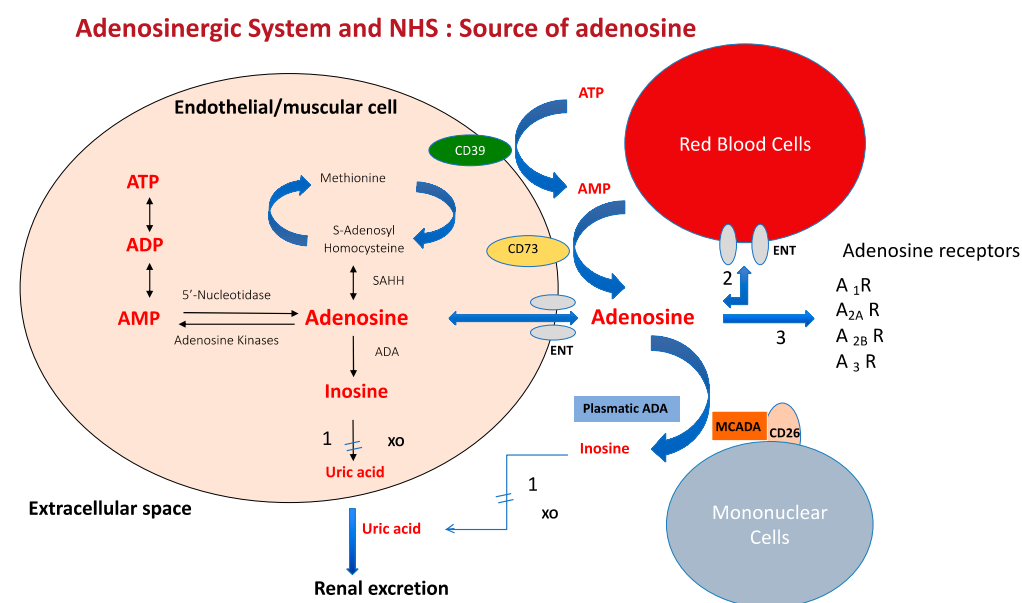 Adenosinergic System and NHS : Source of adenosine
Endothelial/muscular cell
ATP
ADP
AMP
5’-Nucleotidase
Adenosine Kinases
Methionine
S-Adenosyl
Homocysteine
SAHH
Adenosine
ADA
Inosine
1
XO
Uric acid
CD39
CD73
ENT
ATP
AMP
Adenosine
Red Blood Cells
ENT
2
3
Adenosine receptors
A 1R
A2A R
A 2B R
A 3 R
Plasmatic ADA
MCADA
CD26
Inosine
1
XO
Mononuclear
Cells
Extracellular space
Uric acid
Renal excretion